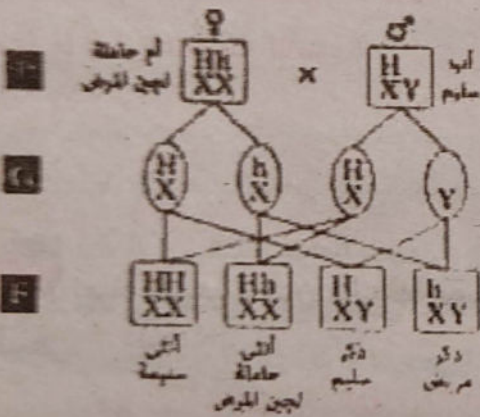 ♀ ♂
P أم حاملة لجين المرض
Hh
XX
×
H
XY
أب سليم
G
H
X
h
X
H
X
Y
F
HH
XX
Hh
XX
H
XY
h
XY
أنثى سليمة
أنثى حاملة لجين المرض
ذكر سليم
ذكر مريض